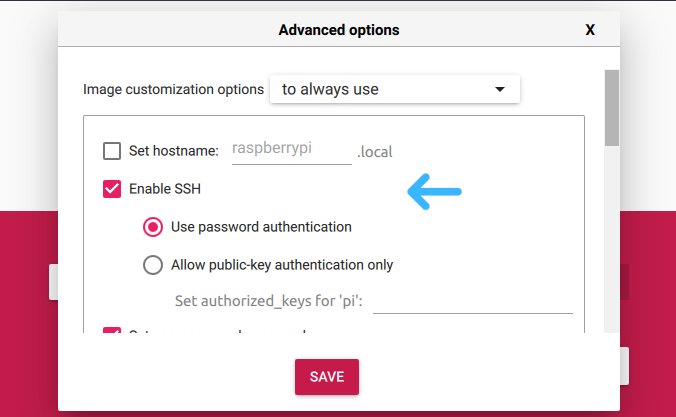 Advanced options X
Image customization options to always use
Set hostname: raspberrypi .local
Enable SSH
Use password authentication
Allow public-key authentication only
Set authorized_keys for 'pi':
SAVE